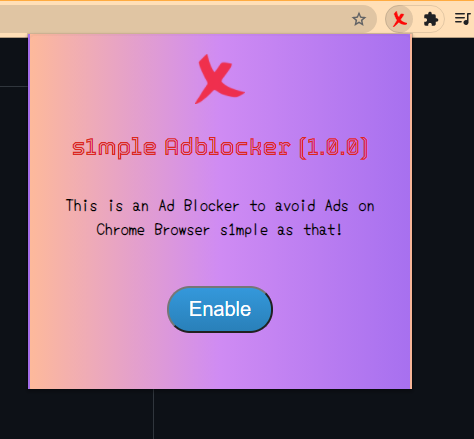 s1mple Adblocker (1.0.0)
This is an Ad Blocker to avoid Ads on
Chrome Browser s1mple as that!
Enable